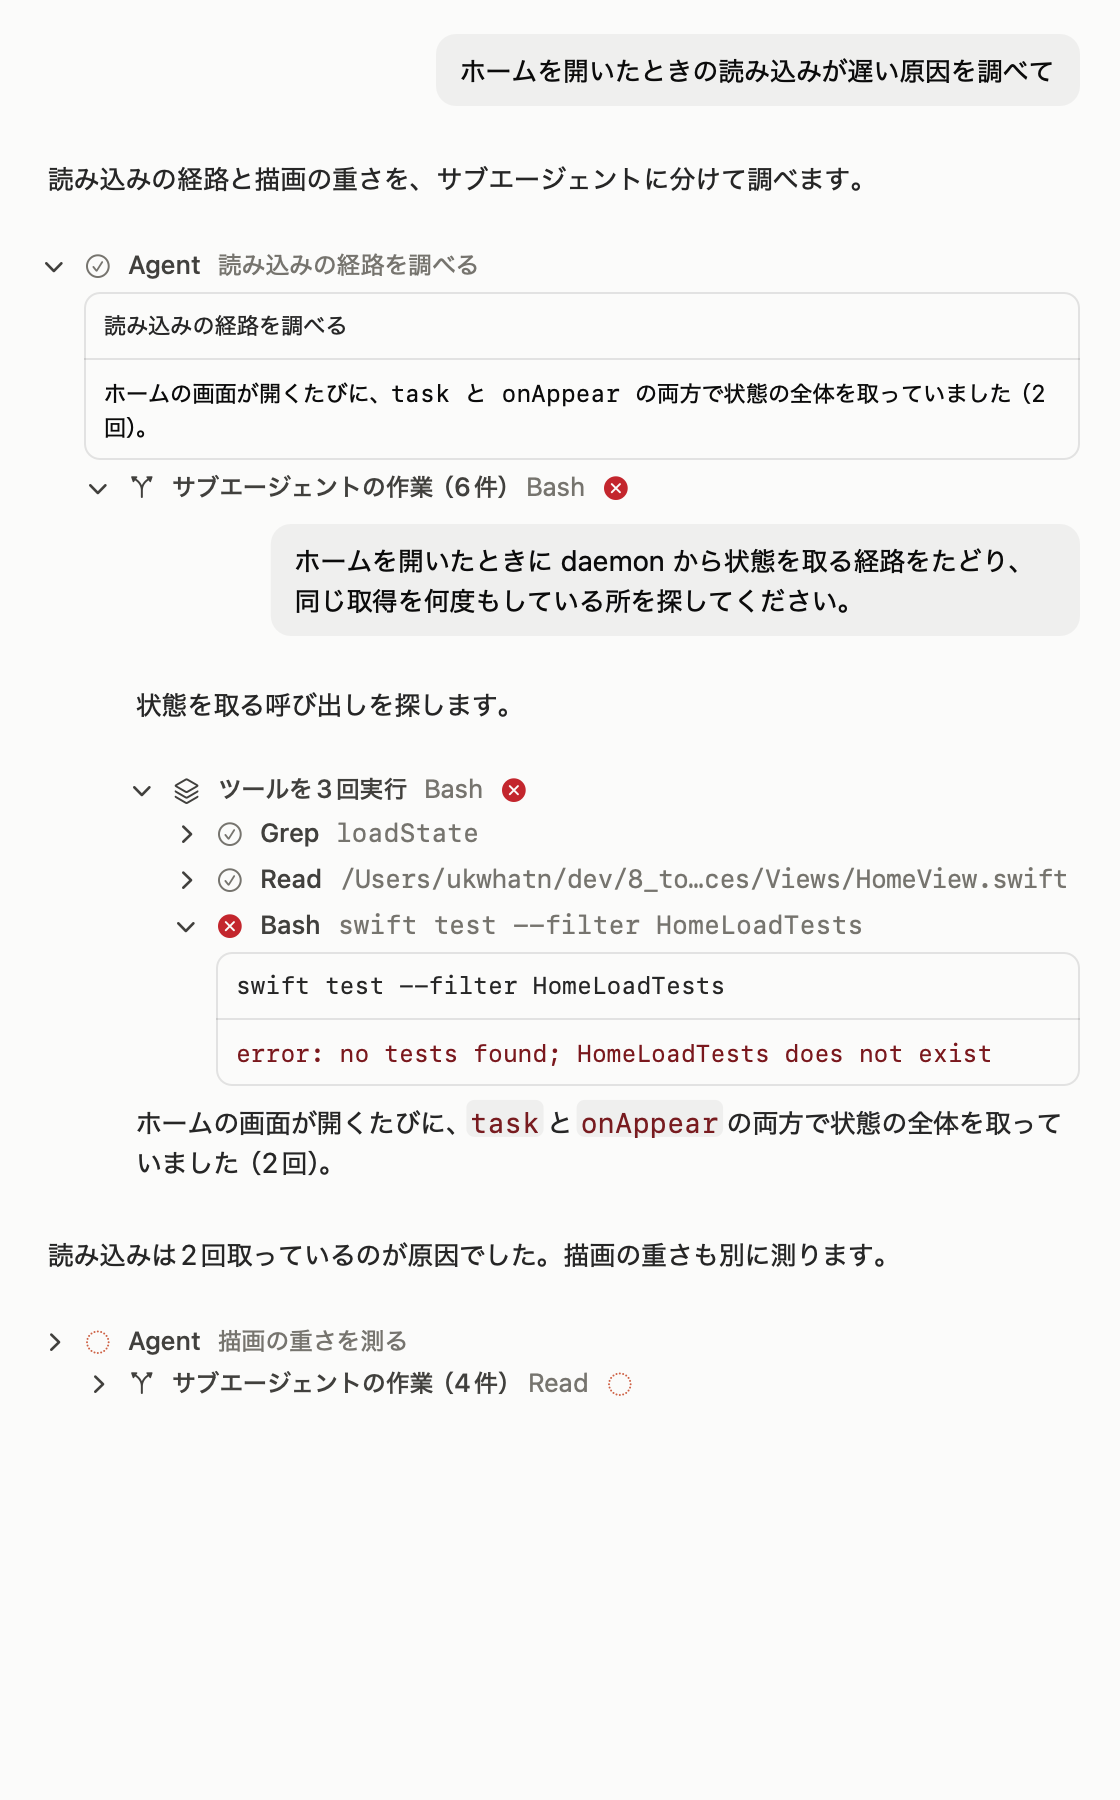 ホームを開いたときの読み込みが遅い原因を調べて
読み込みの経路と描画の重さを、サブエージェントに分けて調べます。
Agent 読み込みの経路を調べる
読み込みの経路を調べる
ホームの画面が開くたびに、task と onAppear の両方で状態の全体を取っていました（2
回）。
サブエージェントの作業（6件） Bash
ホームを開いたときに daemon から状態を取る経路をたどり、
同じ取得を何度もしている所を探してください。
状態を取る呼び出しを探します。
ツールを3回実行 Bash
Grep loadState
Read /Users/ukwhatn/dev/8_to…ces/Views/HomeView.swift
Bash swift test --filter HomeLoadTests
swift test --filter HomeLoadTests
error: no tests found; HomeLoadTests does not exist
ホームの画面が開くたびに、task と onAppear の両方で状態の全体を取って
いました（2回）。
読み込みは2回取っているのが原因でした。描画の重さも別に測ります。
Agent 描画の重さを測る
サブエージェントの作業（4件） Read